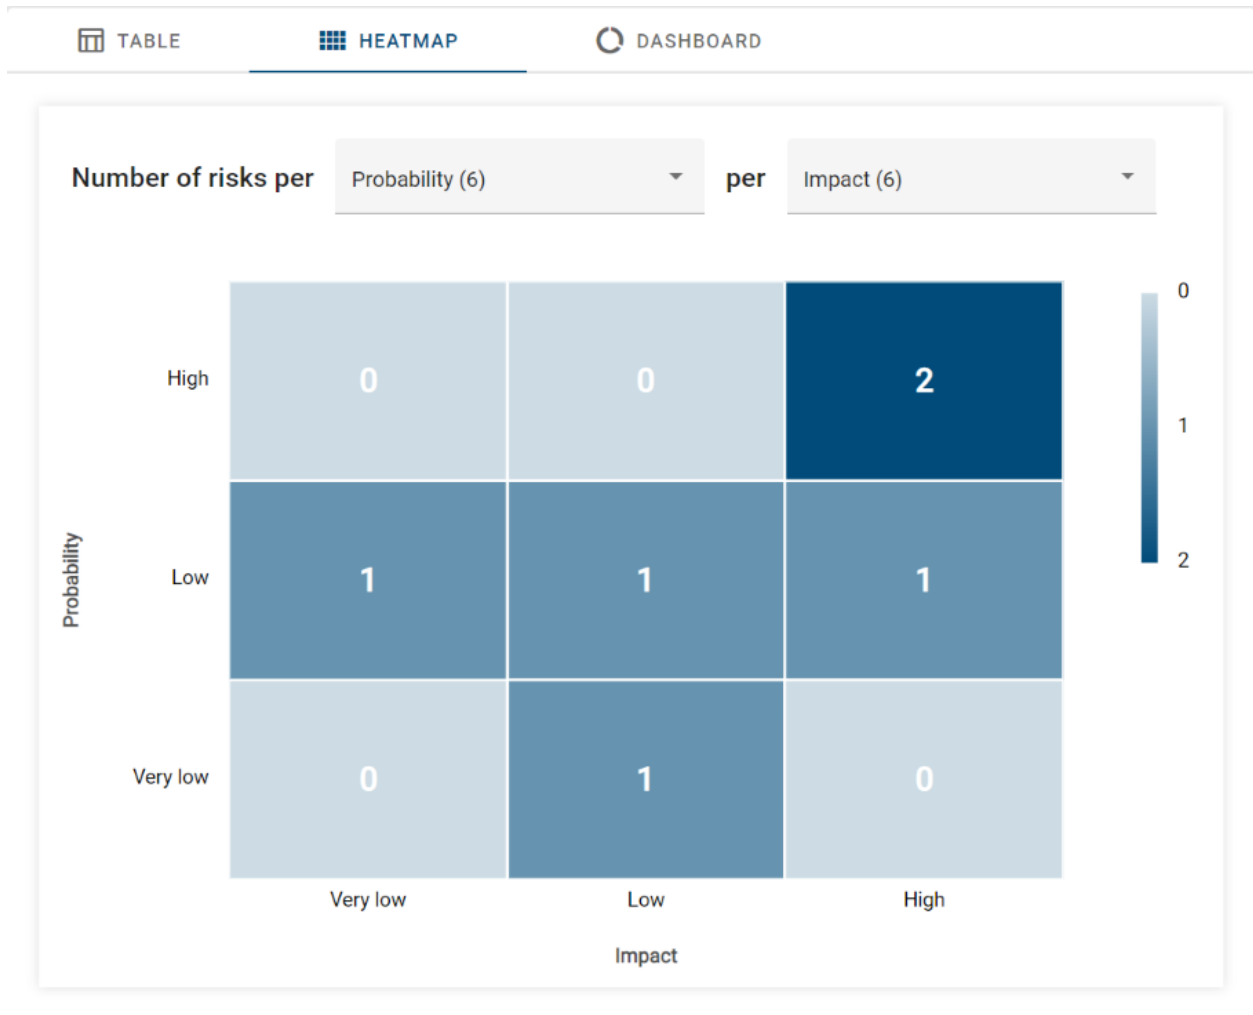 TABLE HEATMAP DASHBOARD
Number of risks per Probability (6) per Impact (6)
0
High 0 0 2
1
Probability
Low 1 1 1
2
Very low 0 1 0
Very low Low High
Impact